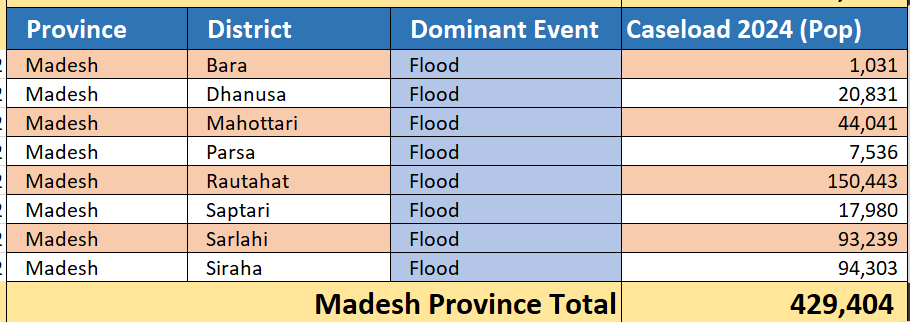 Province District Dominant Event Caseload 2024 (Pop)
Madesh Bara Flood 1,031
Madesh Dhanusa Flood 20,831
Madesh Mahottari Flood 44,041
Madesh Parsa Flood 7,536
Madesh Rautahat Flood 150,443
Madesh Saptari Flood 17,980
Madesh Sarlahi Flood 93,239
Madesh Siraha Flood 94,303
Madesh Province Total 429,404